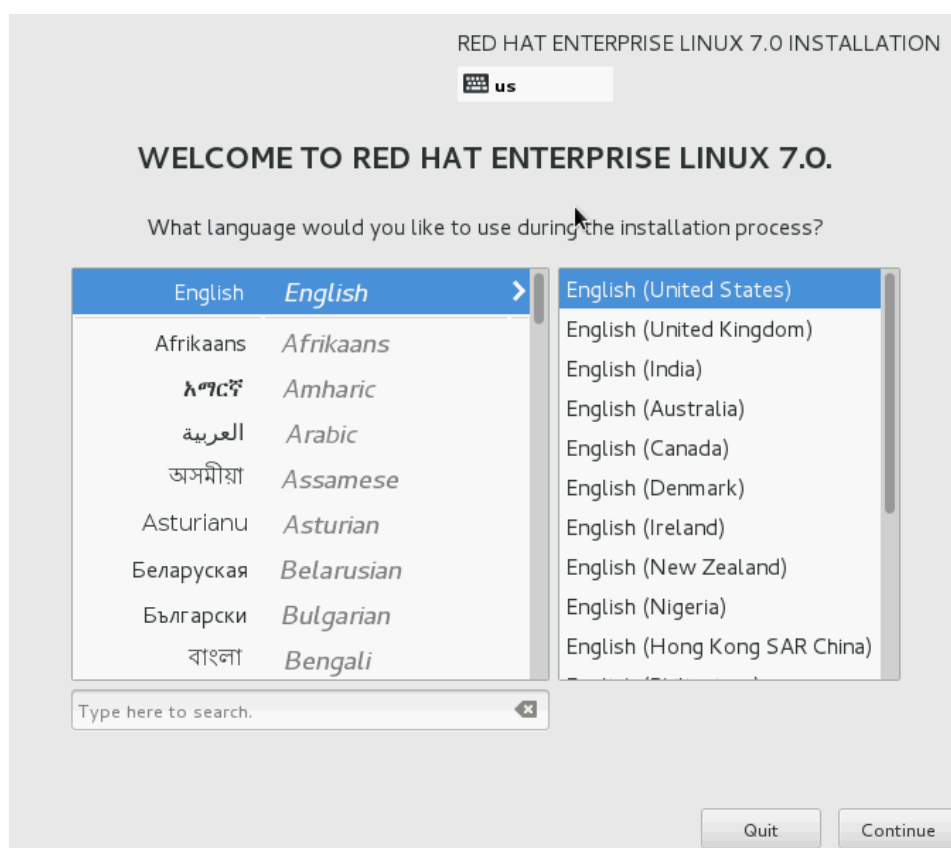 RED HAT ENTERPRISE LINUX 7.0 INSTALLATION
us
WELCOME TO RED HAT ENTERPRISE LINUX 7.0.
What language would you like to use during the installation process?
English English
Afrikaans Afrikaans
አማርኛ Amharic
العربية Arabic
অসমীয়া Assamese
Asturianu Asturian
Беларуская Belarusian
Български Bulgarian
বাংলা Bengali
Type here to search.
English (United States)
English (United Kingdom)
English (India)
English (Australia)
English (Canada)
English (Denmark)
English (Ireland)
English (New Zealand)
English (Nigeria)
English (Hong Kong SAR China)
Quit
Continue